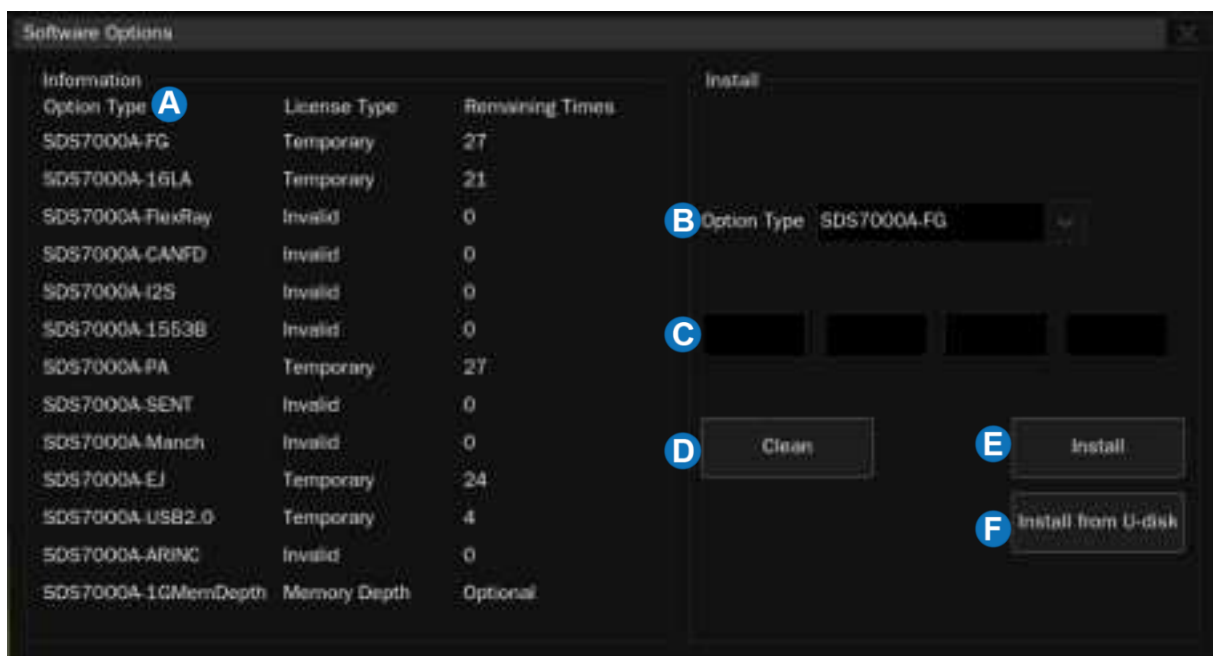 Software Options
Information
Option Type A License Type Remaining Times
SDS7000A-FG Temporary 27
SDS7000A-16LA Temporary 21
SDS7000A-FlexRay Invalid 0
SDS7000A-CANFD Invalid 0
SDS7000A-I2S Invalid 0
SDS7000A-1553B Invalid 0
SDS7000A-PA Temporary 27
SDS7000A-SENT Invalid 0
SDS7000A-Manch Invalid 0
SDS7000A-EJ Temporary 24
SDS7000A-USB2.0 Temporary 4
SDS7000A-ARINC Invalid 0
SDS7000A-1GMemDepth Memory Depth Optional
Install
B Option Type SDS7000A-FG
C
D Clean E Install
F Install from U-disk